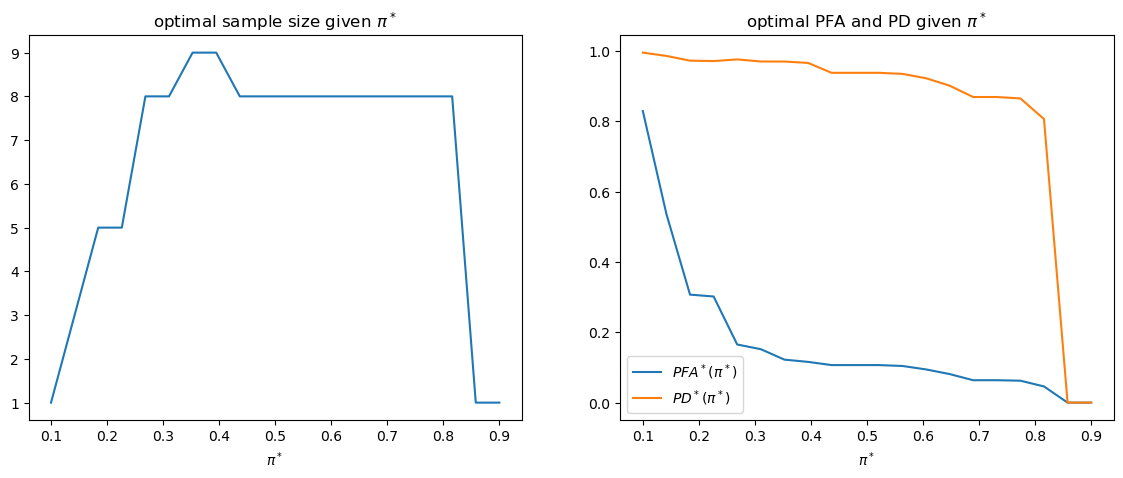 optimal sample size given π*
9
8
7
6
5
4
3
2
1
0.1 0.2 0.3 0.4 0.5 0.6 0.7 0.8 0.9
π*
optimal PFA and PD given π*
1.0
0.8
0.6
0.4
0.2
0.0
PFA*(π*)
PD*(π*)
0.1 0.2 0.3 0.4 0.5 0.6 0.7 0.8 0.9
π*